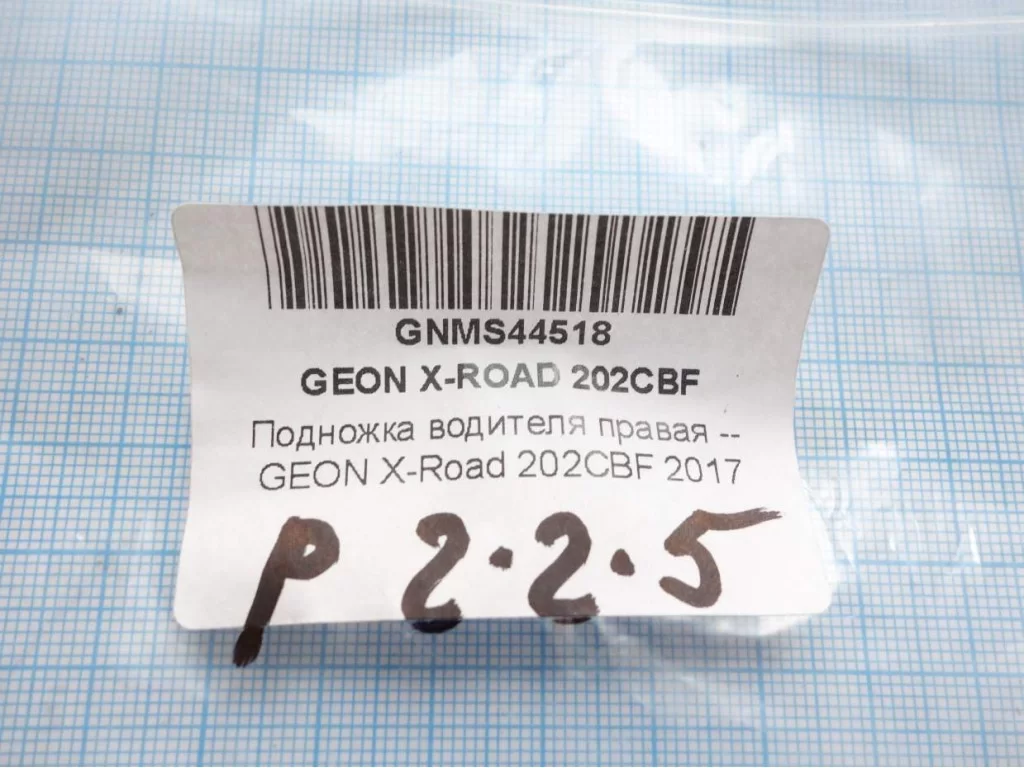 GNMS44518
GEON X-ROAD 202CBF
Подножка водителя правая --
GEON X-Road 202CBF 2017
P 2.2.5